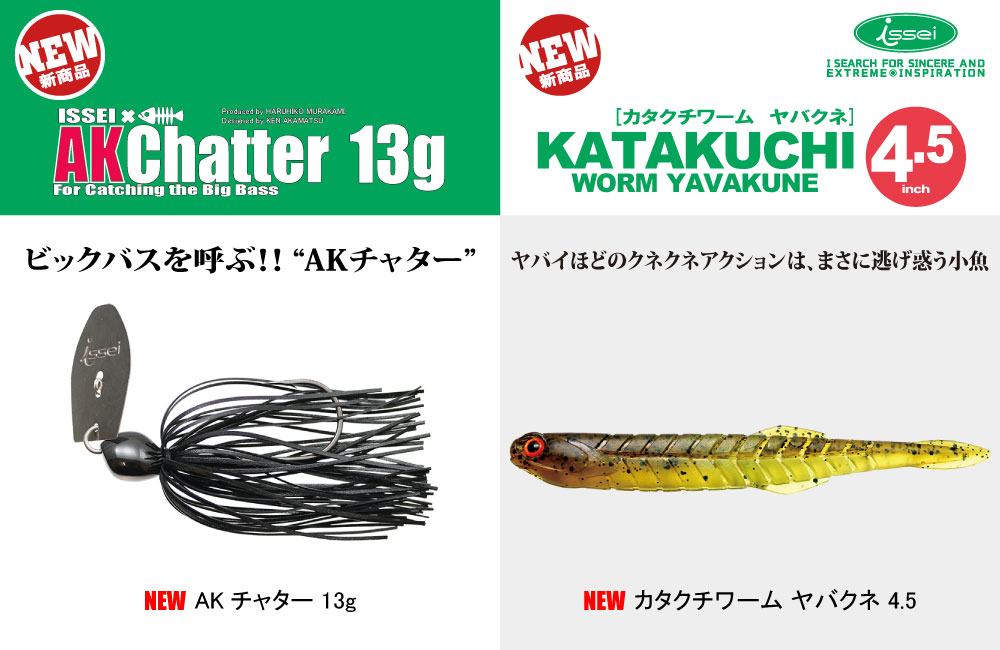 NEW
新商品
ISSEI ×
Produced by HARUHIKO MURAKAMI
Designed by KEN AKAMATSU
AKChatter 13g
For Catching the Big Bass
ビックバスを呼ぶ!! “AKチャター”
issei
NEW AK チャター 13g
NEW
新商品
issei
I SEARCH FOR SINCERE AND
EXTREME INSPIRATION
[カタクチワーム ヤバクネ]
KATAKUCHI
WORM YAVAKUNE
4.5
inch
ヤバイほどのクネクネアクションは、まさに逃げ惑う小魚
NEW カタクチワーム ヤバクネ 4.5